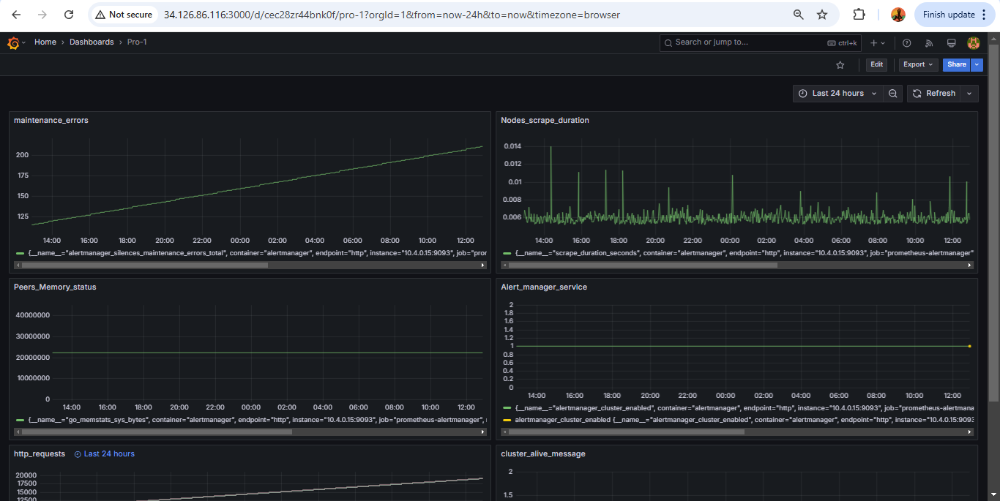 Not secure
34.126.86.116:3000/d/cec28zr44bnk0f/pro-1?orgId=1&from=now-24h&to=now&timezone=browser
Finish update
Home › Dashboards › Pro-1
Search or jump to...
ctrl+k
Edit
Export
Share
Last 24 hours
Refresh
maintenance_errors
200
175
150
125
14:00 16:00 18:00 20:00 22:00 00:00 02:00 04:00 06:00 08:00 10:00 12:00
{__name__="alertmanager_silences_maintenance_errors_total", container="alertmanager", endpoint="http", instance="10.4.0.15:9093", job="pror
Nodes_scrape_duration
0.014
0.012
0.01
0.008
0.006
14:00 16:00 18:00 20:00 22:00 00:00 02:00 04:00 06:00 08:00 10:00 12:00
{__name__="scrape_duration_seconds", container="alertmanager", endpoint="http", instance="10.4.0.15:9093", job="prometheus-alertmanager"
Peers_Memory_status
40000000
30000000
20000000
10000000
0
14:00 16:00 18:00 20:00 22:00 00:00 02:00 04:00 06:00 08:00 10:00 12:00
{__name__="go_memstats_sys_bytes", container="alertmanager", endpoint="http", instance="10.4.0.15:9093", job="prometheus-alertmanager",
Alert_manager_service
2
1.8
1.6
1.4
1.2
1
0.8
0.6
0.4
0.2
0
14:00 16:00 18:00 20:00 22:00 00:00 02:00 04:00 06:00 08:00 10:00 12:00
{__name__="alertmanager_cluster_enabled", container="alertmanager", endpoint="http", instance="10.4.0.15:9093", job="prometheus-alertmana
alertmanager_cluster_enabled {__name__="alertmanager_cluster_enabled", container="alertmanager", endpoint="http", instance="10.4.0.15:9093
http_requests
Last 24 hours
20000
17500
15000
12500
cluster_alive_message
2
1.5